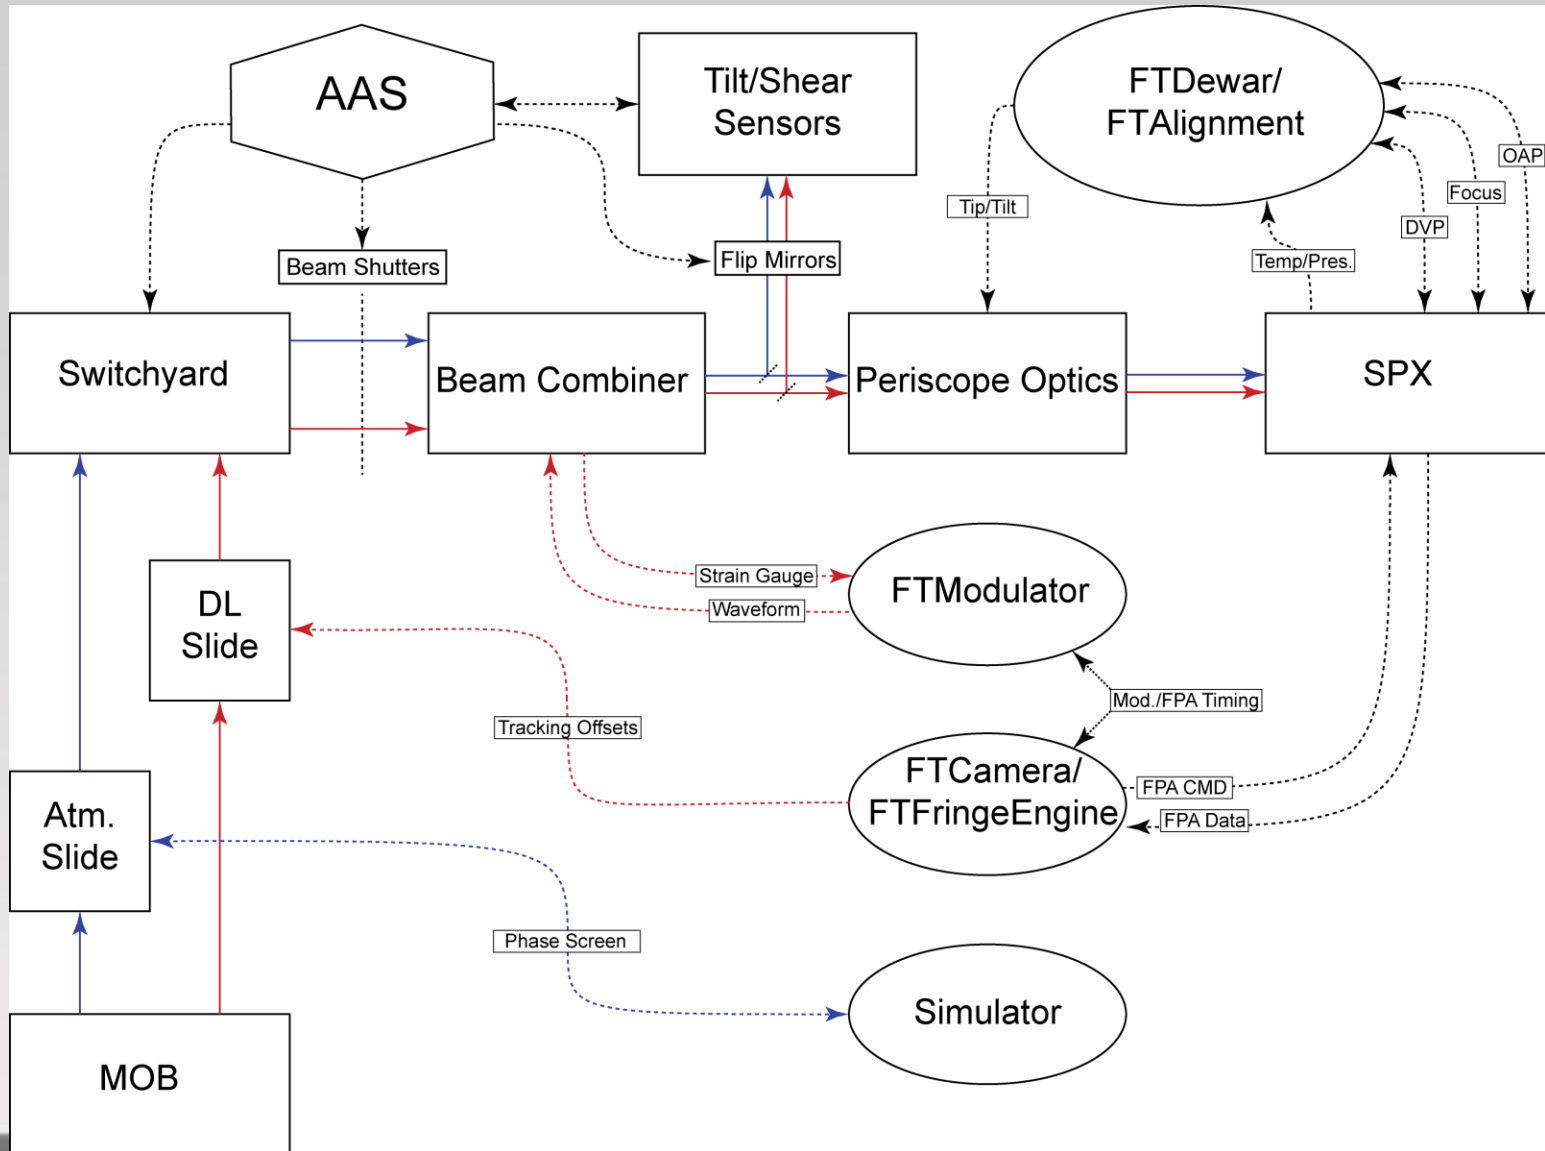 AAS
Tilt/Shear
Sensors
FTDewar/
FTAlignment
OAP
Focus
Tip/Tilt
DVP
Beam Shutters
Flip Mirrors
Temp/Pres.
Switchyard
Beam Combiner
Periscope Optics
SPX
Strain Gauge
FTModulator
Waveform
DL
Slide
Mod./FPA Timing
Tracking Offsets
FTCamera/
FTFringeEngine
FPA CMD
FPA Data
Atm.
Slide
Phase Screen
Simulator
MOB